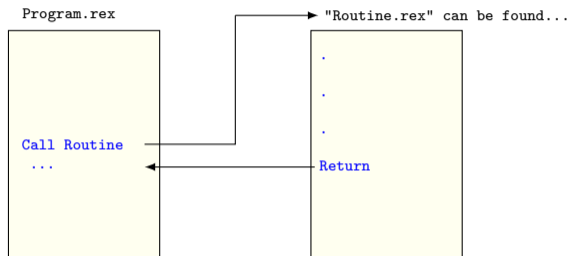 Program.rex
"Routine.rex" can be found...
.
.
.
Call Routine
...
Return